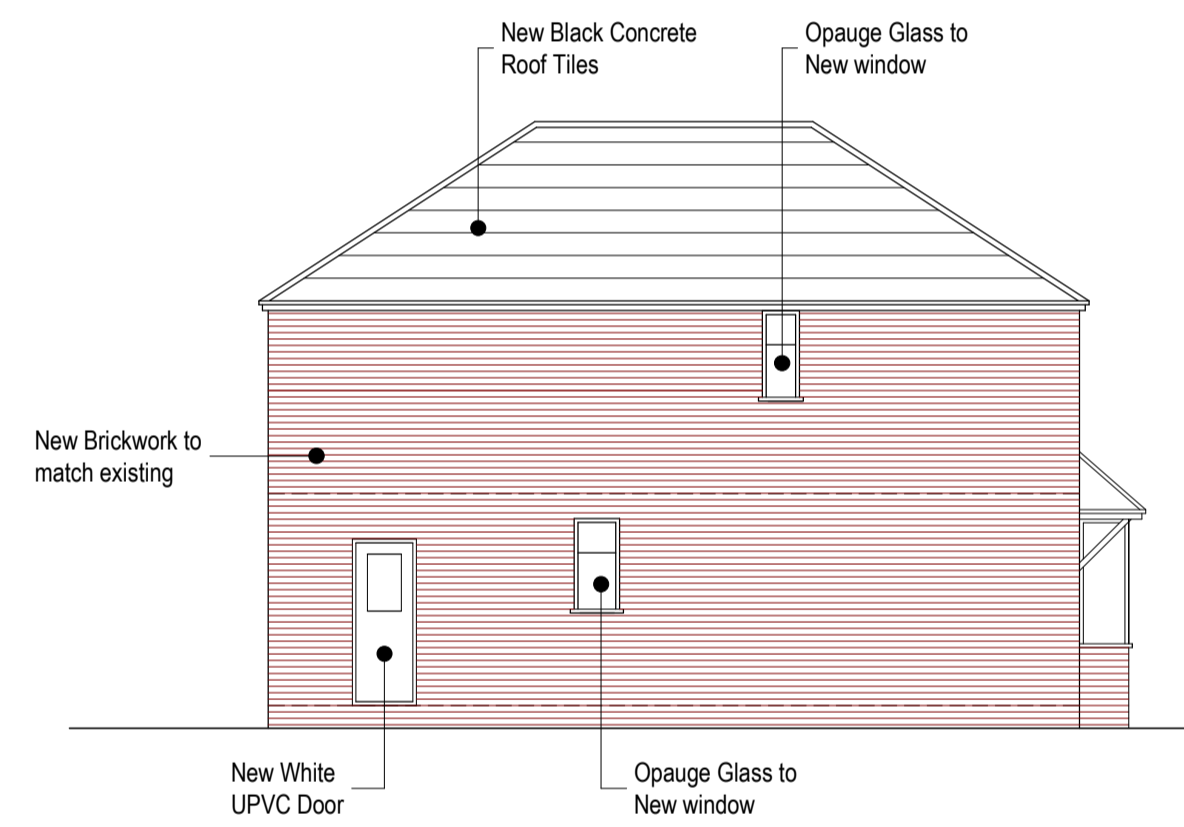 New Black Concrete
Roof Tiles
Opauge Glass to
New window
New Brickwork to
match existing
New White
UPVC Door
Opauge Glass to
New window